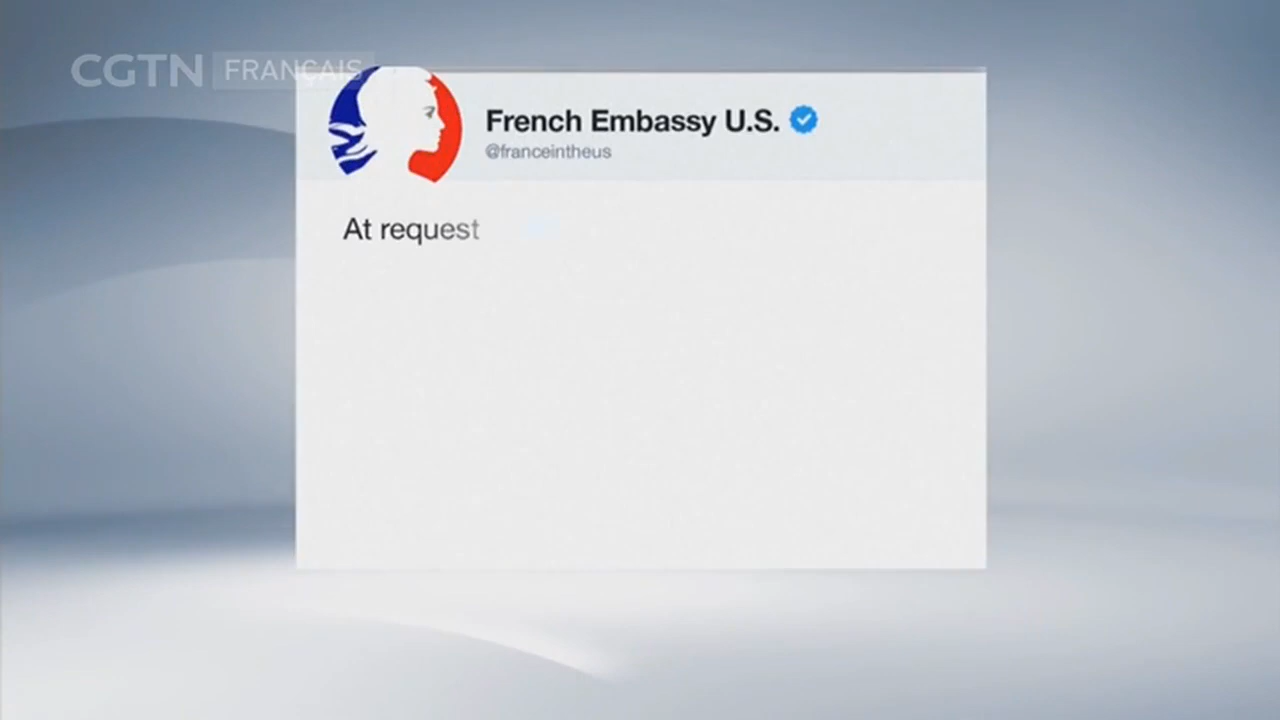 CGTN FRANÇAIS
French Embassy U.S.
@franceintheus
At request